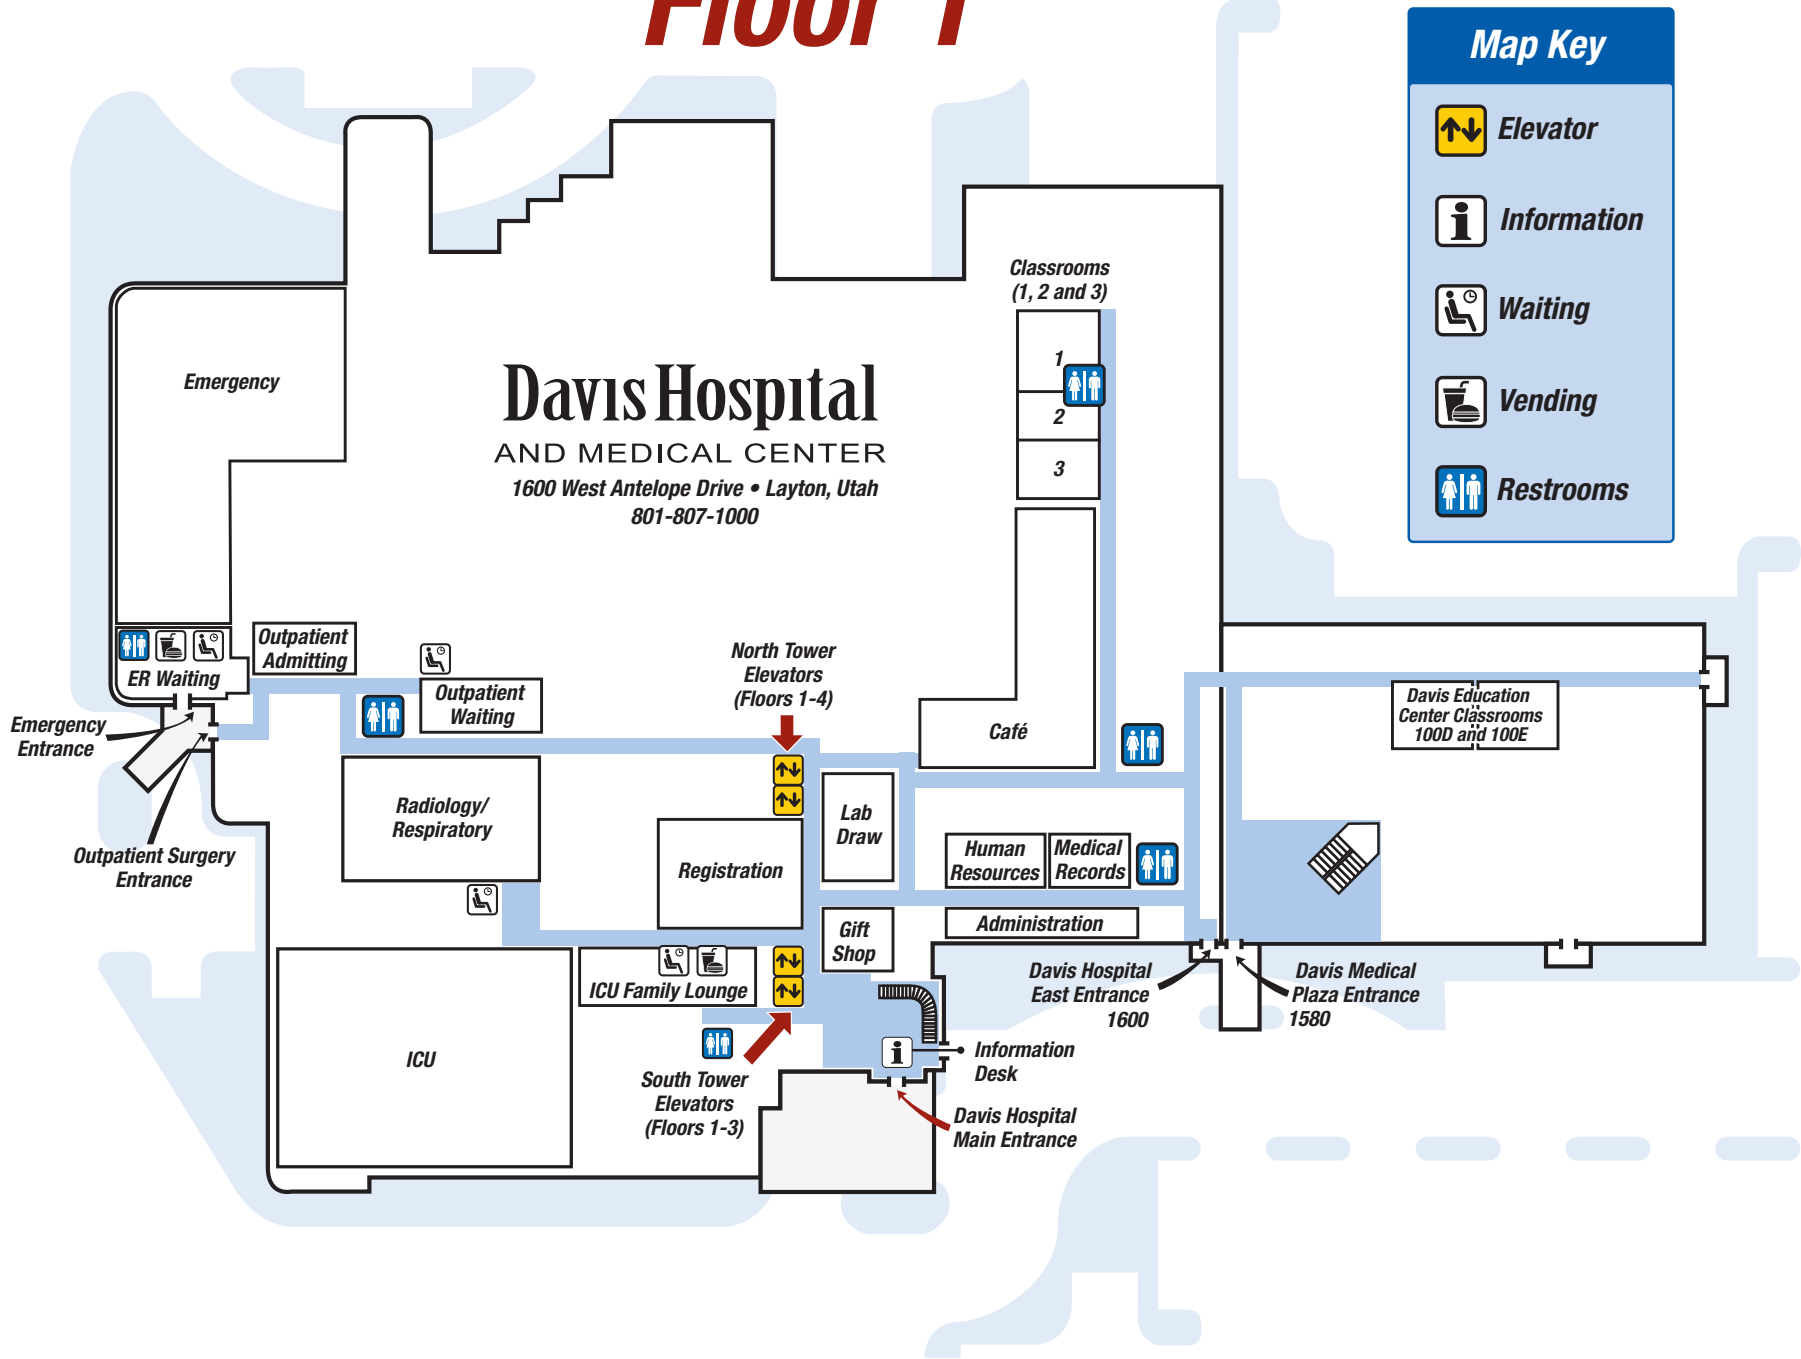 Floor 1
Map Key
Elevator
Information
Waiting
Vending
Restrooms
Classrooms
(1, 2 and 3)
1
2
3
Emergency
Davis Hospital
AND MEDICAL CENTER
1600 West Antelope Drive • Layton, Utah
801-807-1000
Outpatient
Admitting
ER Waiting
Outpatient
Waiting
North Tower
Elevators
(Floors 1-4)
Café
Davis Education
Center Classrooms
100D and 100E
Emergency
Entrance
Outpatient Surgery
Entrance
Radiology/
Respiratory
Registration
Lab
Draw
Human
Resources
Medical
Records
Administration
Gift
Shop
ICU Family Lounge
ICU
South Tower
Elevators
(Floors 1-3)
Information
Desk
Davis Hospital
Main Entrance
Davis Hospital
East Entrance
1600
Davis Medical
Plaza Entrance
1580